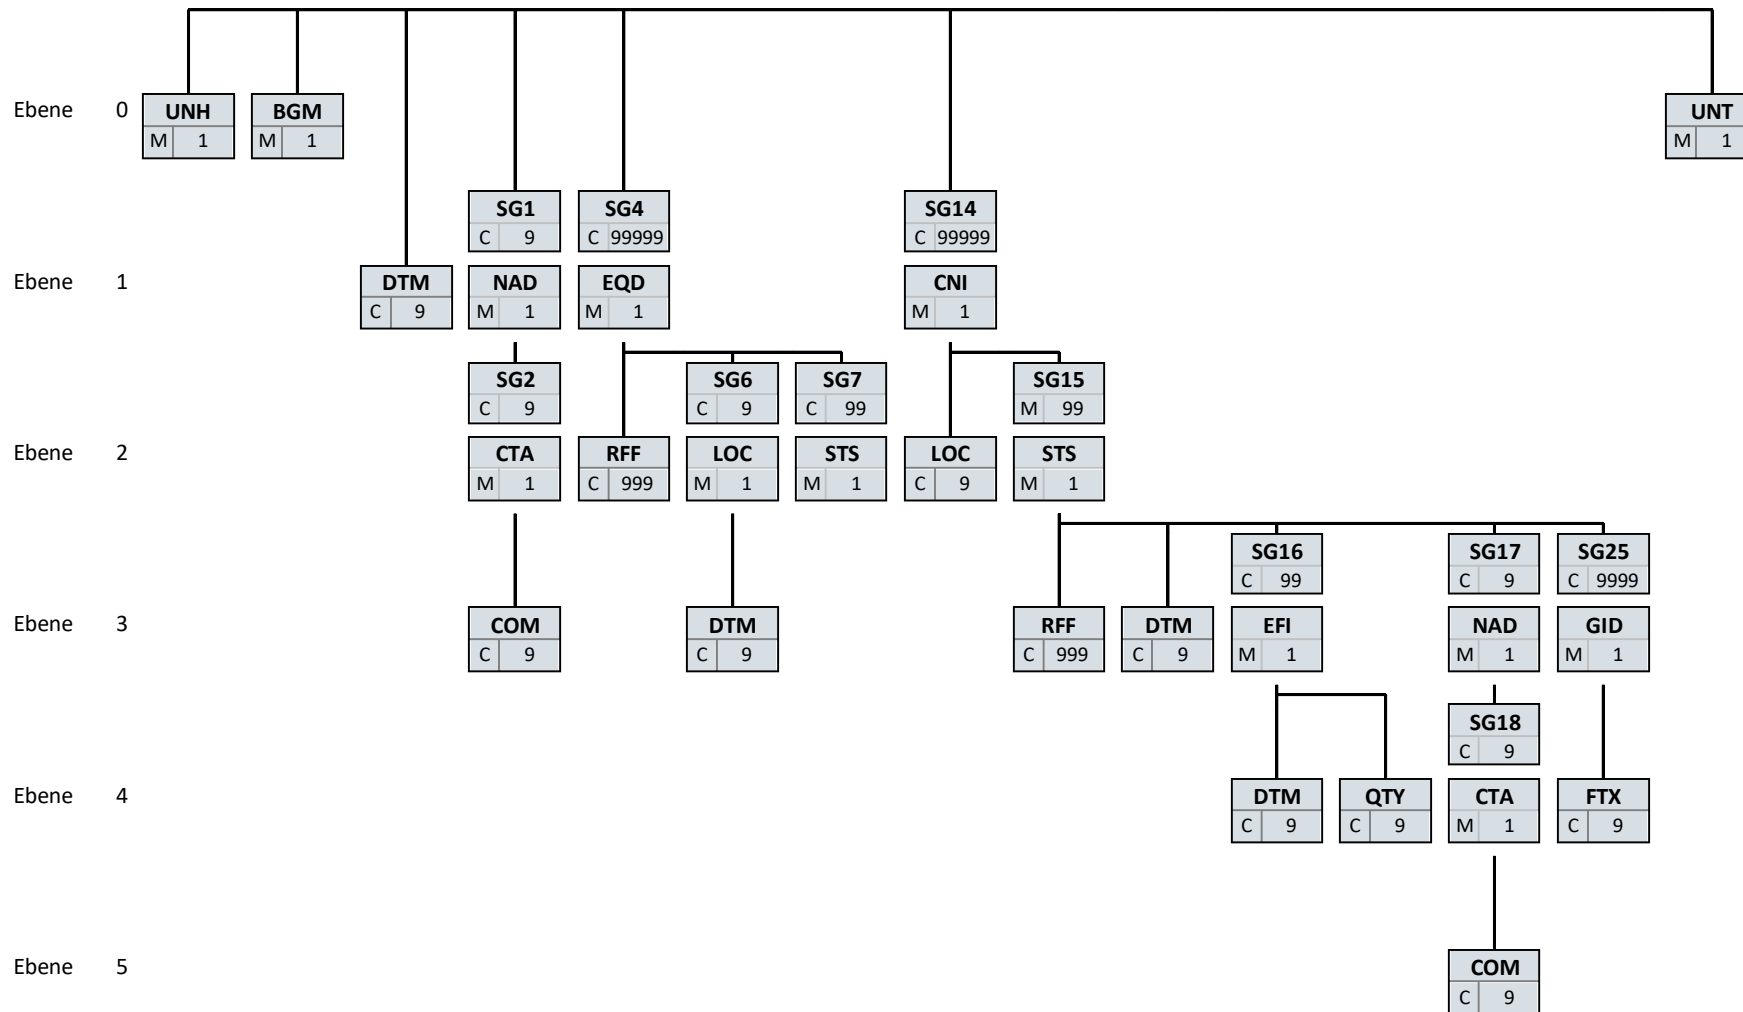 Ebene 0 UNH BGM UNT
M 1 M 1 M 1
SG1 SG4 SG14
C 9 C 99999 C 99999
Ebene 1 DTM NAD EQD CNI
C 9 M 1 M 1 M 1
SG2 SG6 SG7 SG15
C 9 C 9 C 99 M 99
Ebene 2 CTA RFF LOC STS LOC STS
M 1 C 999 M 1 M 1 C 9 M 1
SG16 SG17 SG25
C 99 C 9 C 9999
Ebene 3 COM DTM RFF DTM EFI NAD GID
C 9 C 9 C 999 C 9 M 1 M 1 M 1
SG18
C 9
Ebene 4 DTM QTY CTA FTX
C 9 C 9 M 1 C 9
Ebene 5 COM
C 9